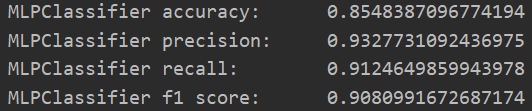 MLPClassifier accuracy: 0.8548387096774194
MLPClassifier precision: 0.9327731092436975
MLPClassifier recall: 0.9124649859943978
MLPClassifier f1 score: 0.9080991672687174